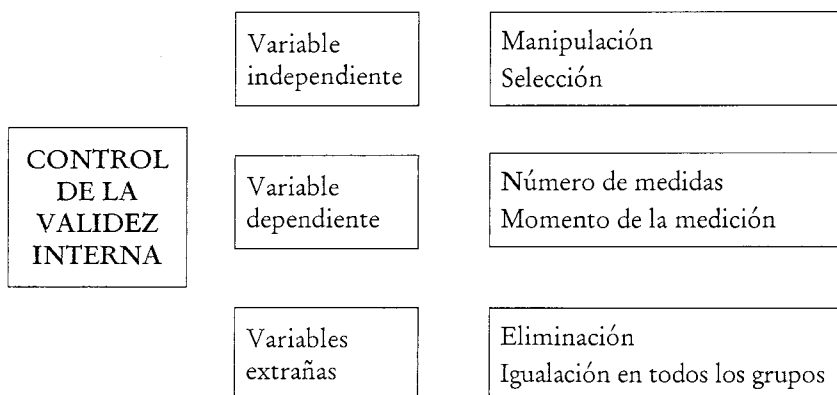 CONTROL
DE LA
VALIDEZ
INTERNA
Variable
independiente
Manipulación
Selección
Variable
dependiente
Número de medidas
Momento de la medición
Variables
extrañas
Eliminación
Igualación en todos los grupos